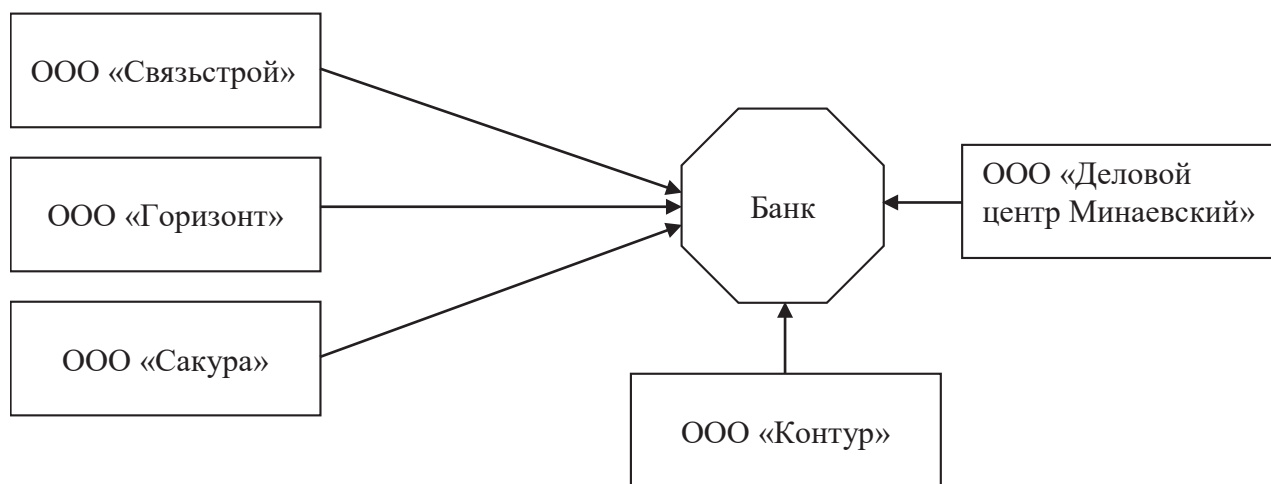 ООО «Связьстрой»
ООО «Горизонт»
ООО «Сакура»
Банк
ООО «Деловой
центр Минаевский»
ООО «Контур»